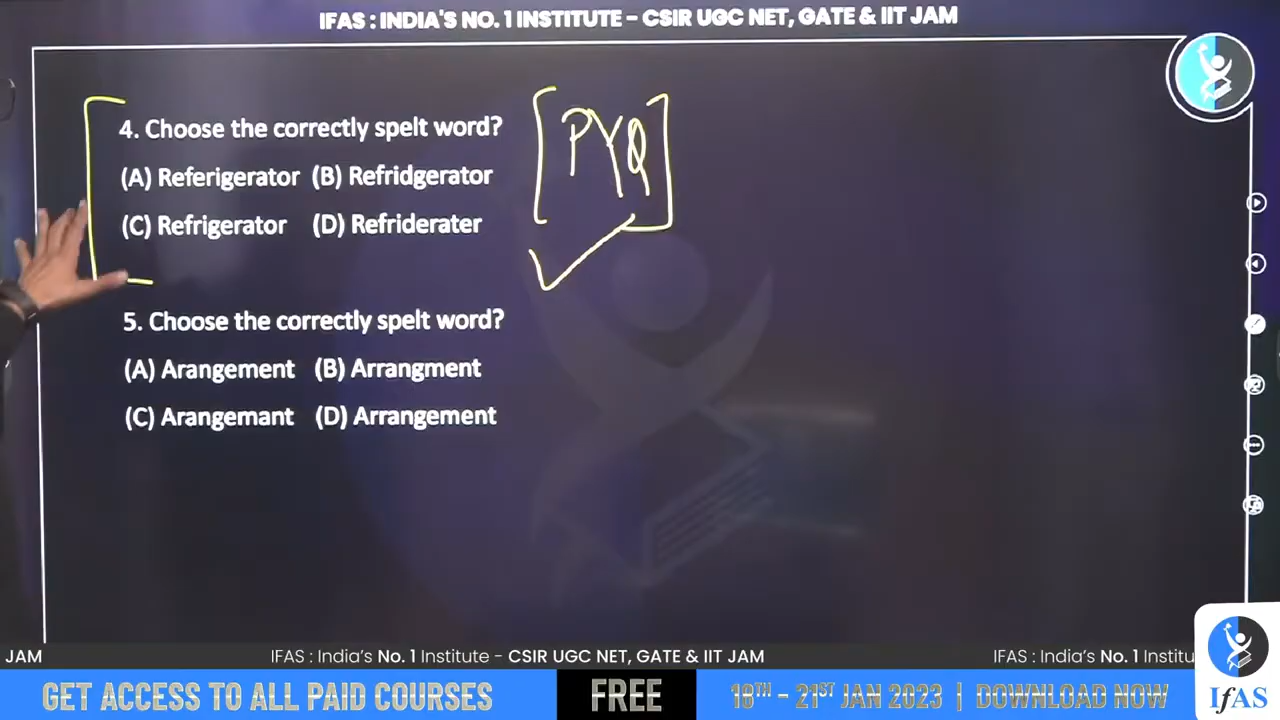 IFAS : INDIA'S NO. 1 INSTITUTE – CSIR UGC NET, GATE & IIT JAM
4. Choose the correctly spelt word?
(A) Referigerator (B) Refridgerator
(C) Refrigerator (D) Refriderater
[PYQ]
5. Choose the correctly spelt word?
(A) Arangement (B) Arrangment
(C) Arangemant (D) Arrangement
JAM IFAS : India's No. 1 Institute - CSIR UGC NET, GATE & IIT JAM IFAS : India's No. 1 Institu
GET ACCESS TO ALL PAID COURSES FREE 18TH - 21ST JAN 2023 | DOWNLOAD NOW
IfAS